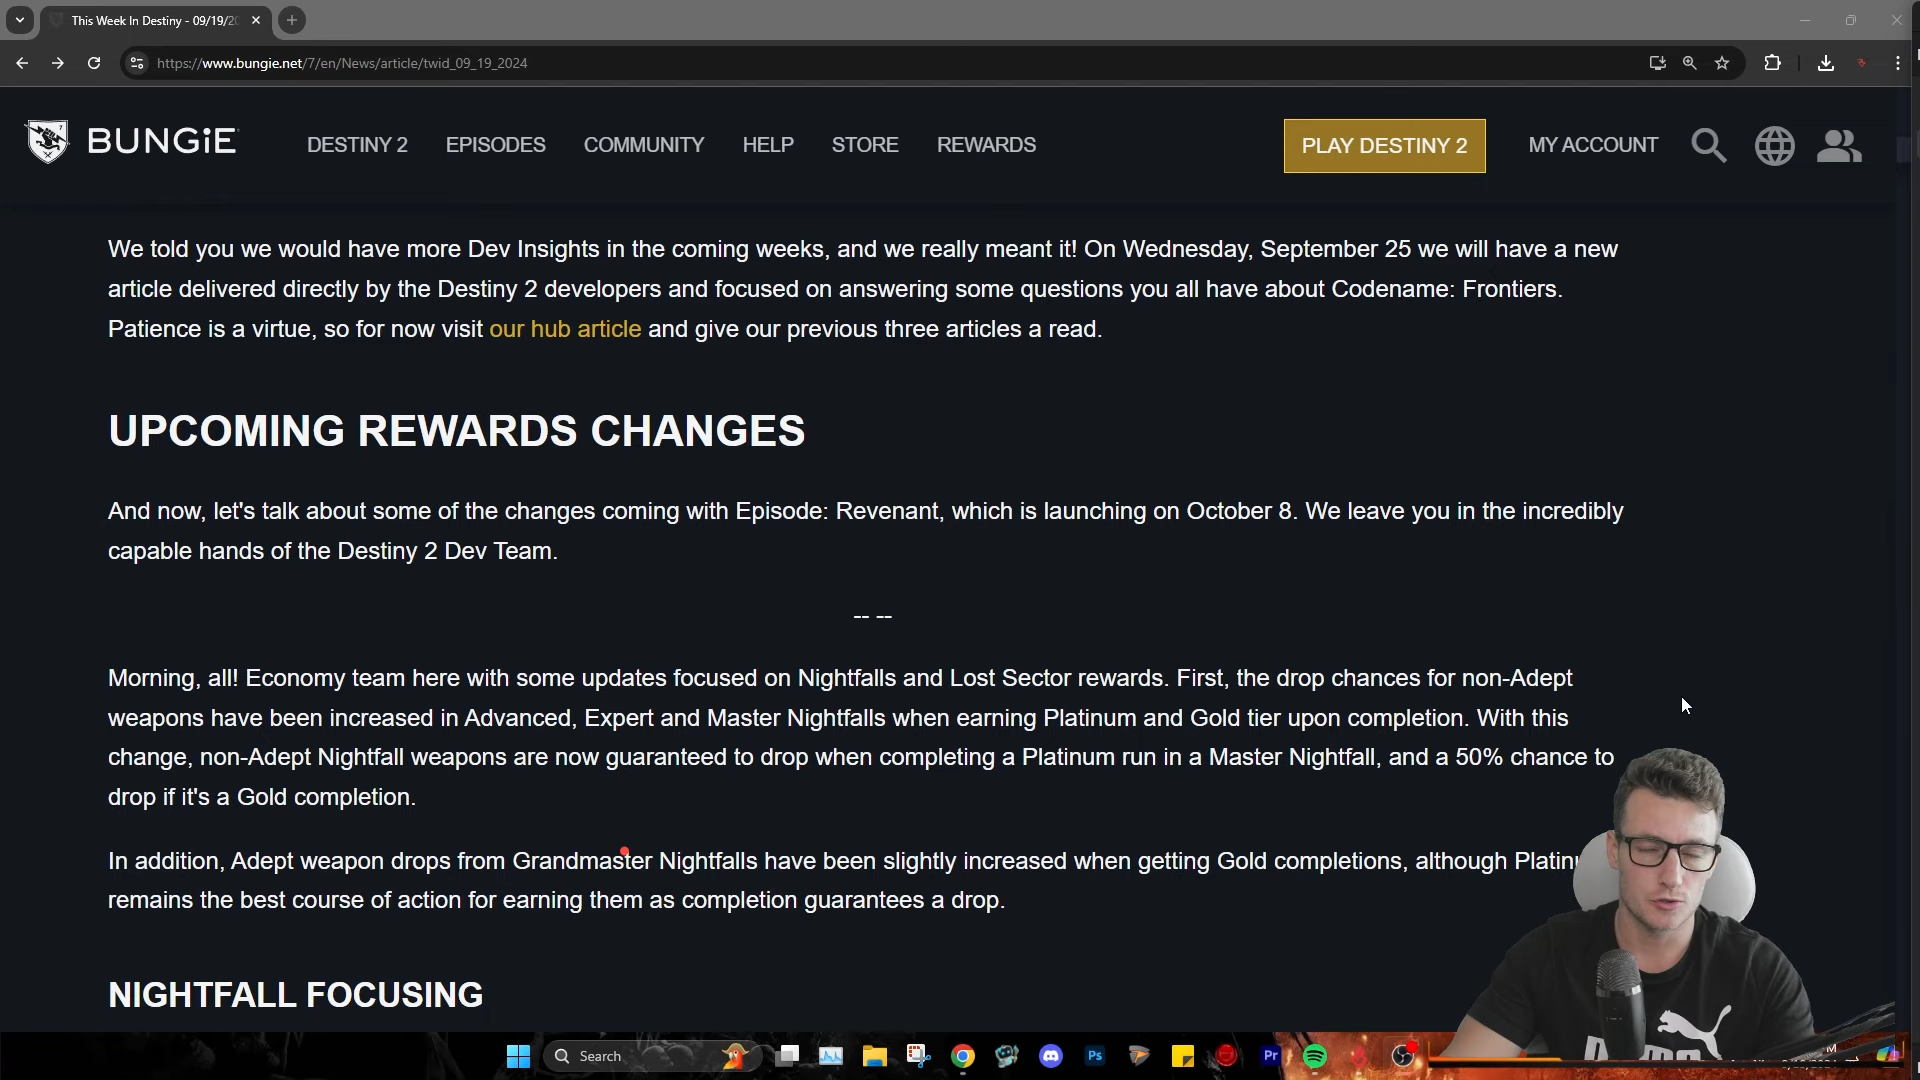 This Week In Destiny - 09/19/20
https://www.bungie.net/7/en/News/article/twid_09_19_2024
BUNGiE
DESTINY 2
EPISODES
COMMUNITY
HELP
STORE
REWARDS
PLAY DESTINY 2
MY ACCOUNT
We told you we would have more Dev Insights in the coming weeks, and we really meant it! On Wednesday, September 25 we will have a new
article delivered directly by the Destiny 2 developers and focused on answering some questions you all have about Codename: Frontiers.
Patience is a virtue, so for now visit our hub article and give our previous three articles a read.
UPCOMING REWARDS CHANGES
And now, let's talk about some of the changes coming with Episode: Revenant, which is launching on October 8. We leave you in the incredibly
capable hands of the Destiny 2 Dev Team.
-- --
Morning, all! Economy team here with some updates focused on Nightfalls and Lost Sector rewards. First, the drop chances for non-Adept
weapons have been increased in Advanced, Expert and Master Nightfalls when earning Platinum and Gold tier upon completion. With this
change, non-Adept Nightfall weapons are now guaranteed to drop when completing a Platinum run in a Master Nightfall, and a 50% chance to
drop if it's a Gold completion.
In addition, Adept weapon drops from Grandmaster Nightfalls have been slightly increased when getting Gold completions, although Platinu
remains the best course of action for earning them as completion guarantees a drop.
NIGHTFALL FOCUSING
Search
Ps
Pr